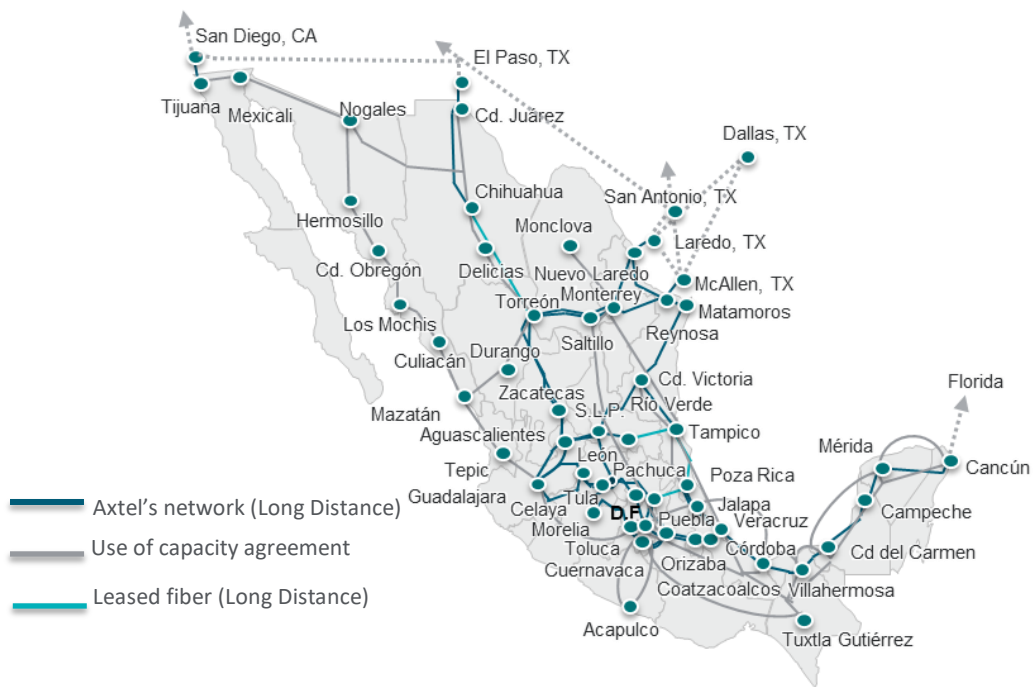 San Diego, CA
El Paso, TX
Tijuana
Mexicali
Nogales
Cd. Juárez
Dallas, TX
Chihuahua
San Antonio, TX
Hermosillo
Monclova
Laredo, TX
Cd. Obregón
Delicias
Nuevo Laredo
McAllen, TX
Torreón
Monterrey
Matamoros
Los Mochis
Saltillo
Reynosa
Culiacán
Durango
Cd. Victoria
Florida
Zacatecas
Mazatán
S.L.P.
Río Verde
Aguascalientes
Tampico
Mérida
Tepic
León
Pachuca
Poza Rica
Cancún
Guadalajara
Tula
Jalapa
Campeche
Celaya
D.F
Puebla
Veracruz
Morelia
Toluca
Córdoba
Cd del Carmen
Cuernavaca
Orizaba
Coatzacoalcos
Villahermosa
Acapulco
Tuxtla Gutiérrez
Axtel’s network (Long Distance)
Use of capacity agreement
Leased fiber (Long Distance)